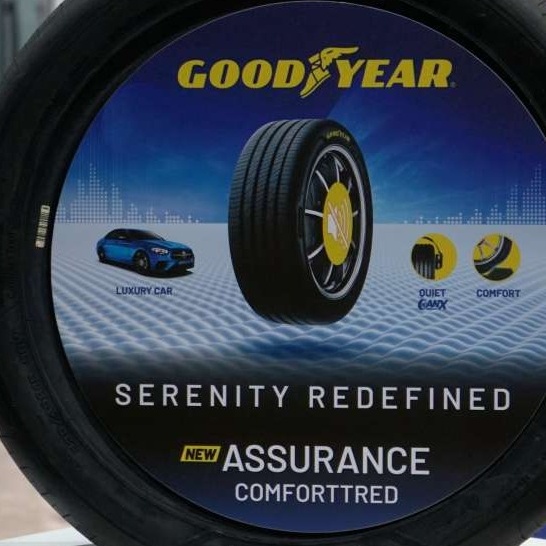 GOODYEAR
LUXURY CAR
QUIET
COMFORT
SERENITY REDEFINED
NEW ASSURANCE
COMFORTTRED